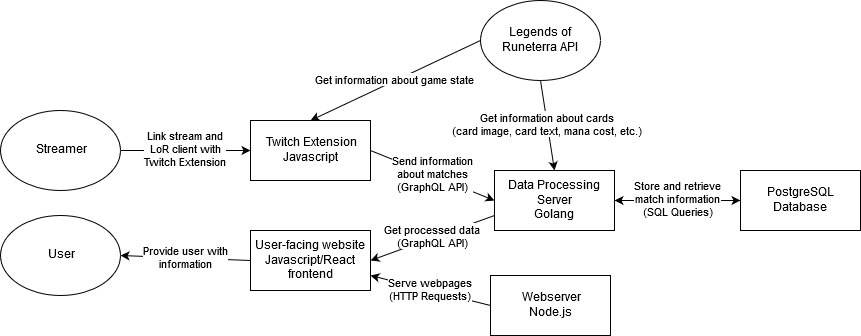 Legends of
Runeterra API
Get information about game state
Get information about cards
(card image, card text, mana cost, etc.)
Streamer
Link stream and
LoR client with
Twitch Extension
Twitch Extension
Javascript
Send information
about matches
(GraphQL API)
Data Processing
Server
Golang
Store and retrieve
match information
(SQL Queries)
PostgreSQL
Database
Get processed data
(GraphQL API)
User
Provide user with
information
User-facing website
Javascript/React
frontend
Serve webpages
(HTTP Requests)
Webserver
Node.js